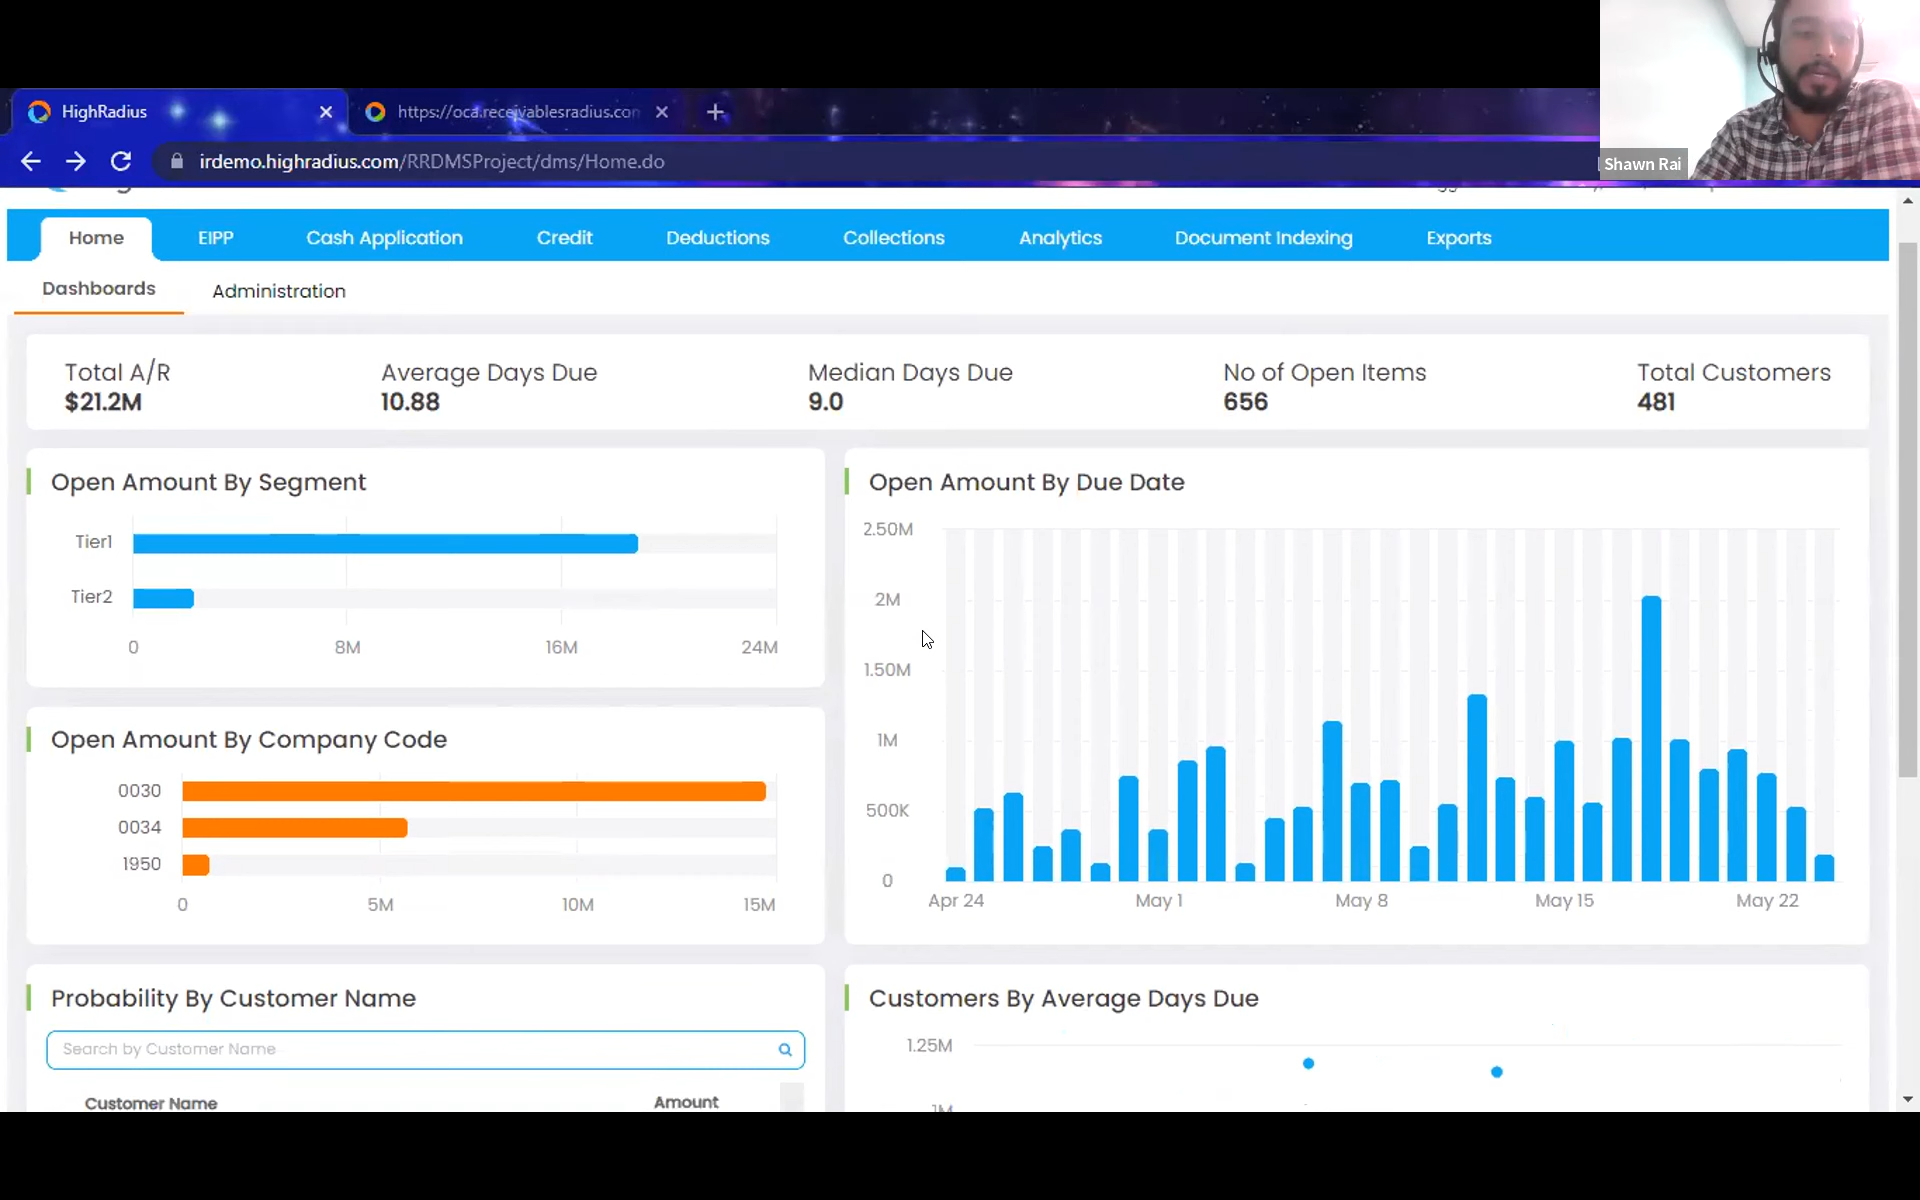 HighRadius
https://oca.receivablesradius.com
irdemo.highradius.com/RRDMSProject/dms/Home.do
Shawn Rai
Home EIPP Cash Application Credit Deductions Collections Analytics Document Indexing Exports
Dashboards Administration
Total A/R Average Days Due Median Days Due No of Open Items Total Customers
$21.2M 10.88 9.0 656 481
Open Amount By Segment
Tier1
Tier2
0 8M 16M 24M
Open Amount By Due Date
2.50M
2M
1.50M
1M
500K
0
Apr 24 May 1 May 8 May 15 May 22
Open Amount By Company Code
0030
0034
1950
0 5M 10M 15M
Probability By Customer Name
Search by Customer Name
Customer Name Amount
Customers By Average Days Due
1.25M
1M